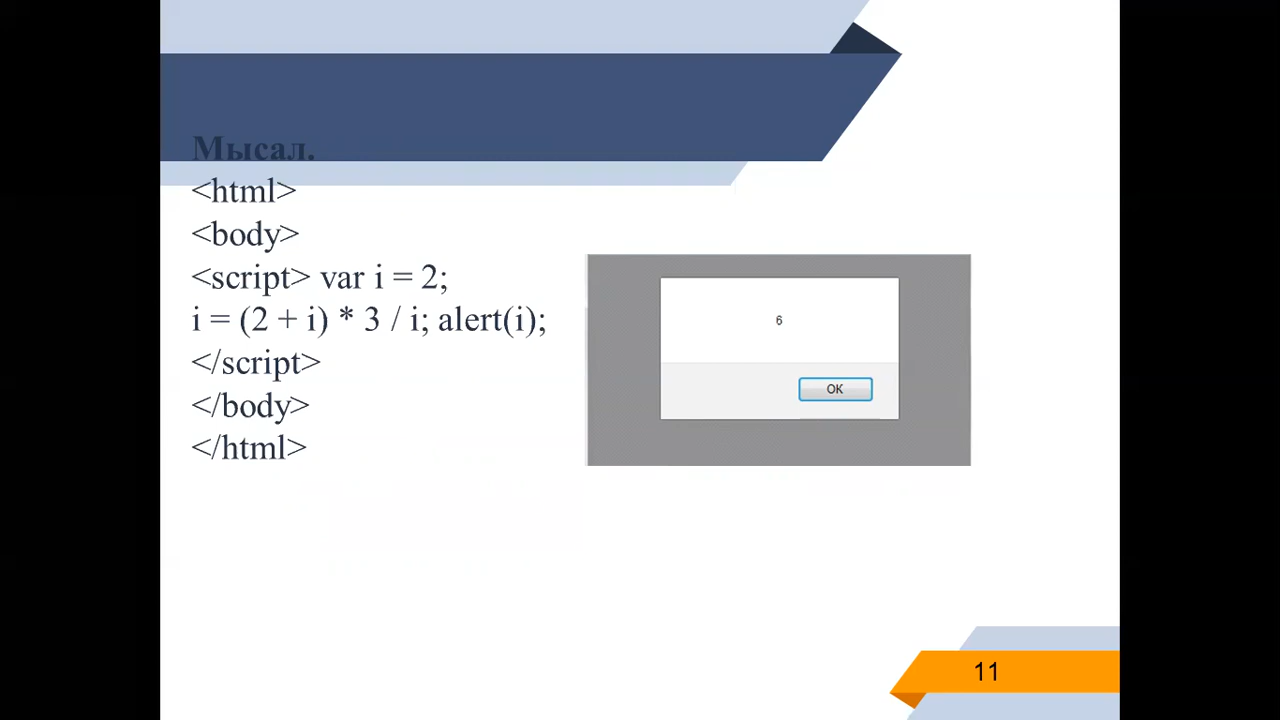 Мысал.
<html>
<body>
<script> var i = 2;
i = (2 + i) * 3 / i; alert(i);
</script>
</body>
</html>
6
OK
11